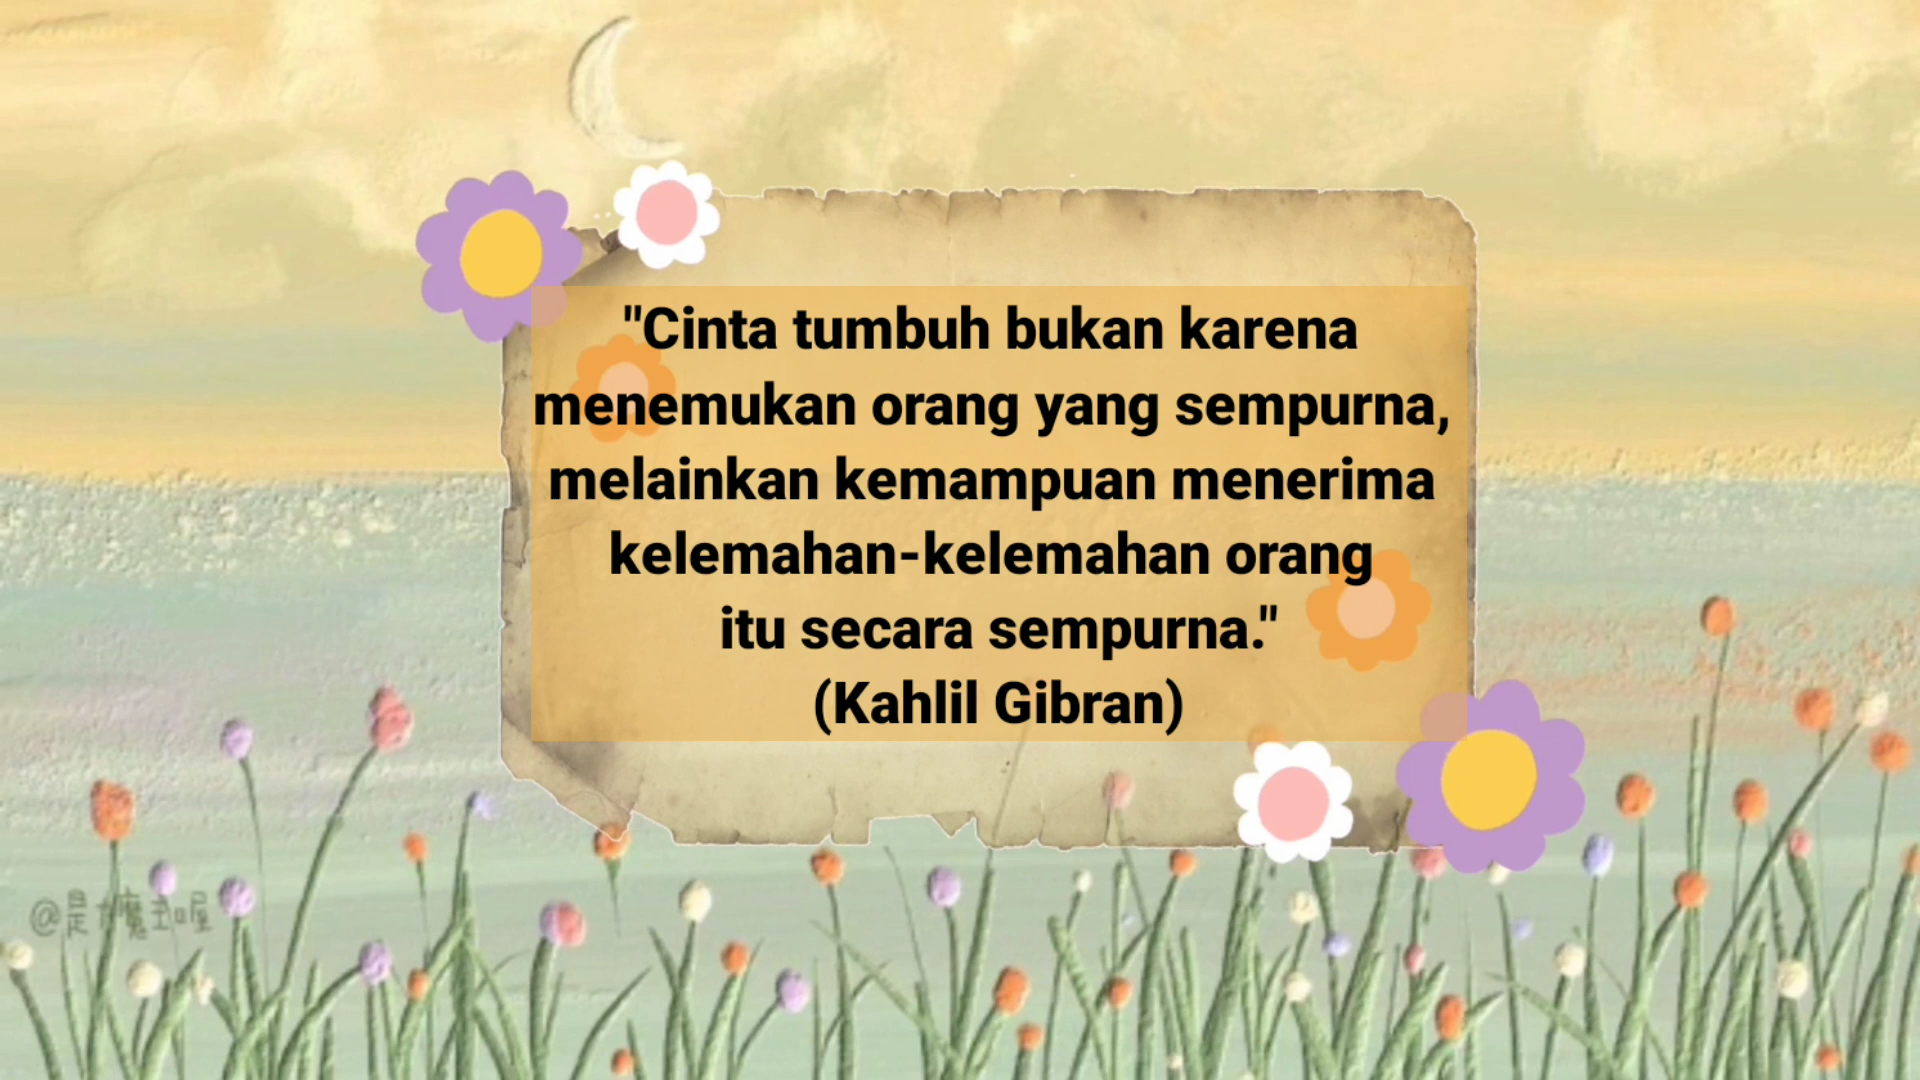 "Cinta tumbuh bukan karena
menemukan orang yang sempurna,
melainkan kemampuan menerima
kelemahan-kelemahan orang
itu secara sempurna."
(Kahlil Gibran)